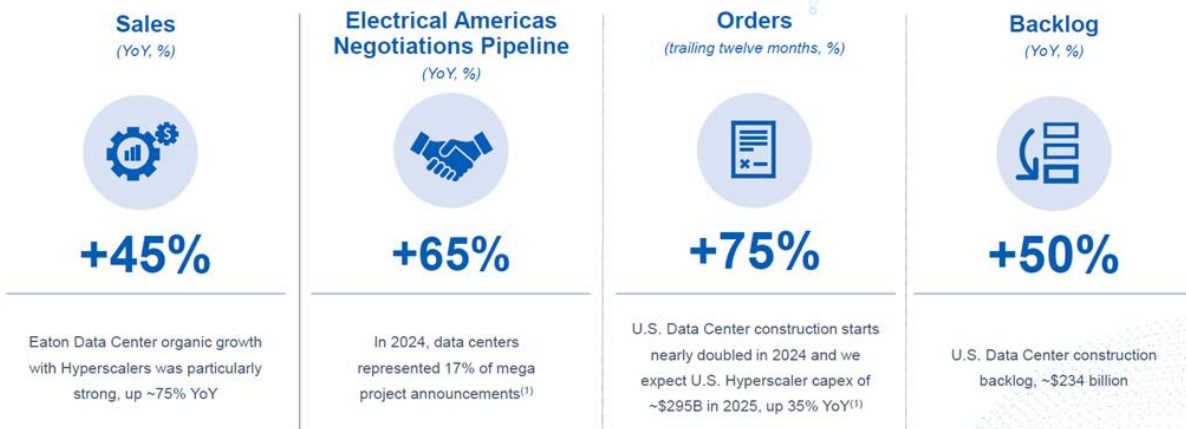 Sales
(YoY, %)
+45%
Eaton Data Center organic growth
with Hyperscalers was particularly
strong, up ~75% YoY
Electrical Americas
Negotiations Pipeline
(YoY, %)
+65%
In 2024, data centers
represented 17% of mega
project announcements(1)
Orders
(trailing twelve months, %)
+75%
U.S. Data Center construction starts
nearly doubled in 2024 and we
expect U.S. Hyperscaler capex of
~$295B in 2025, up 35% YoY(1)
Backlog
(YoY, %)
+50%
U.S. Data Center construction
backlog, ~$234 billion